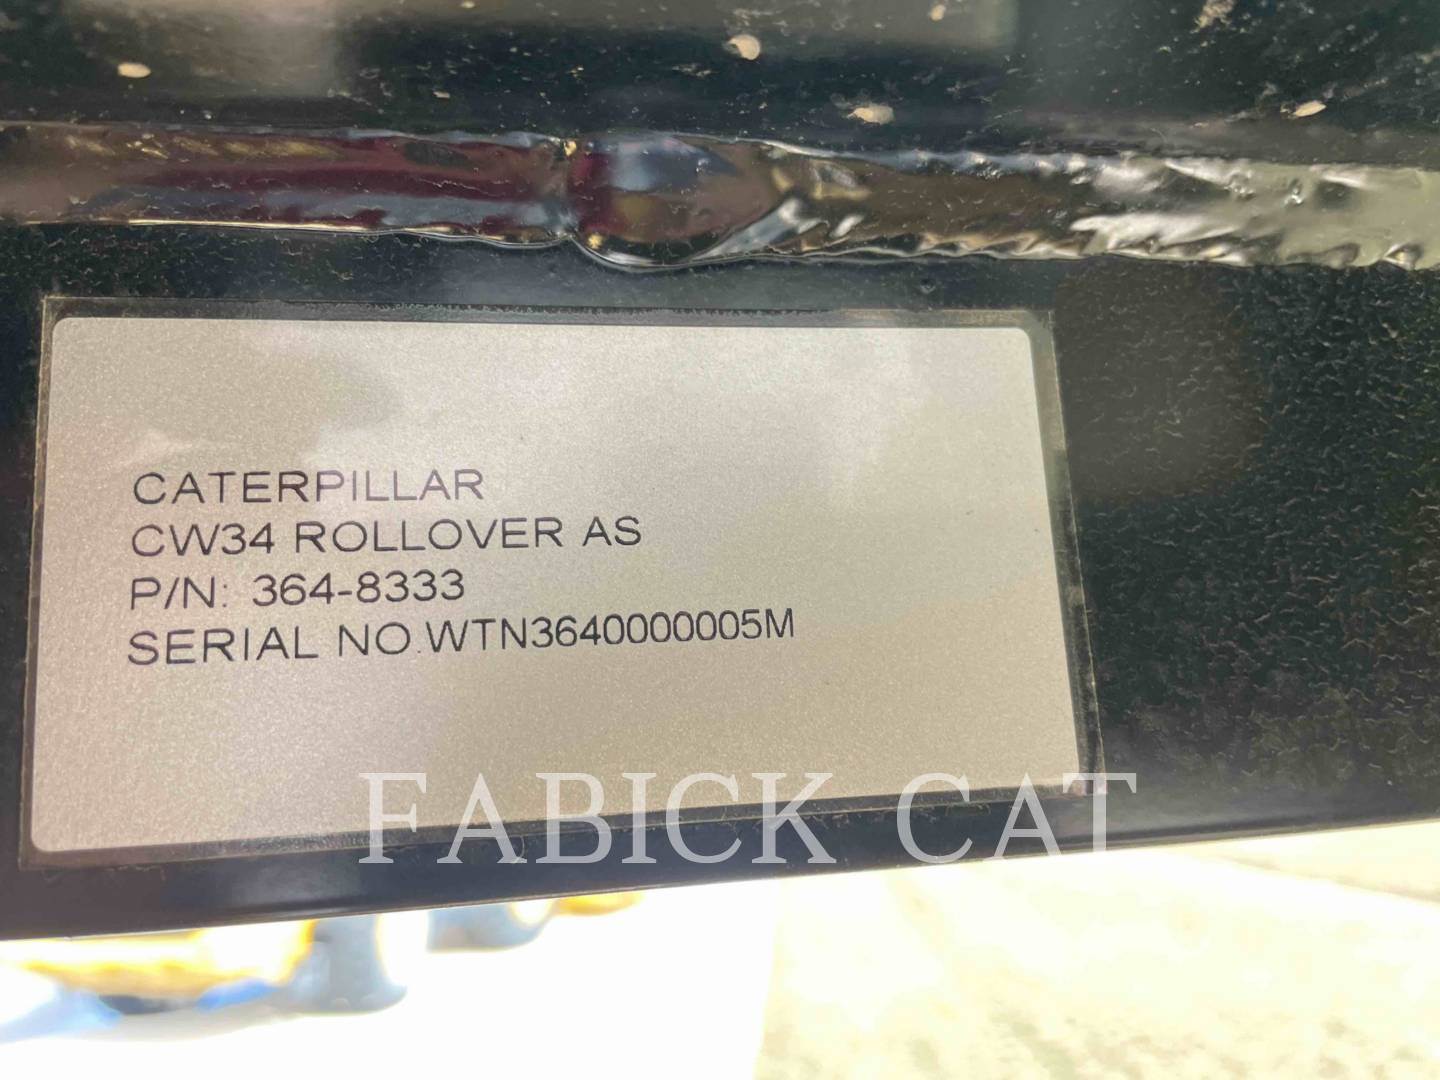 CATERPILLAR
CW34 ROLLOVER AS
P/N: 364-8333
SERIAL NO.WTN3640000005M
FABICK CAT